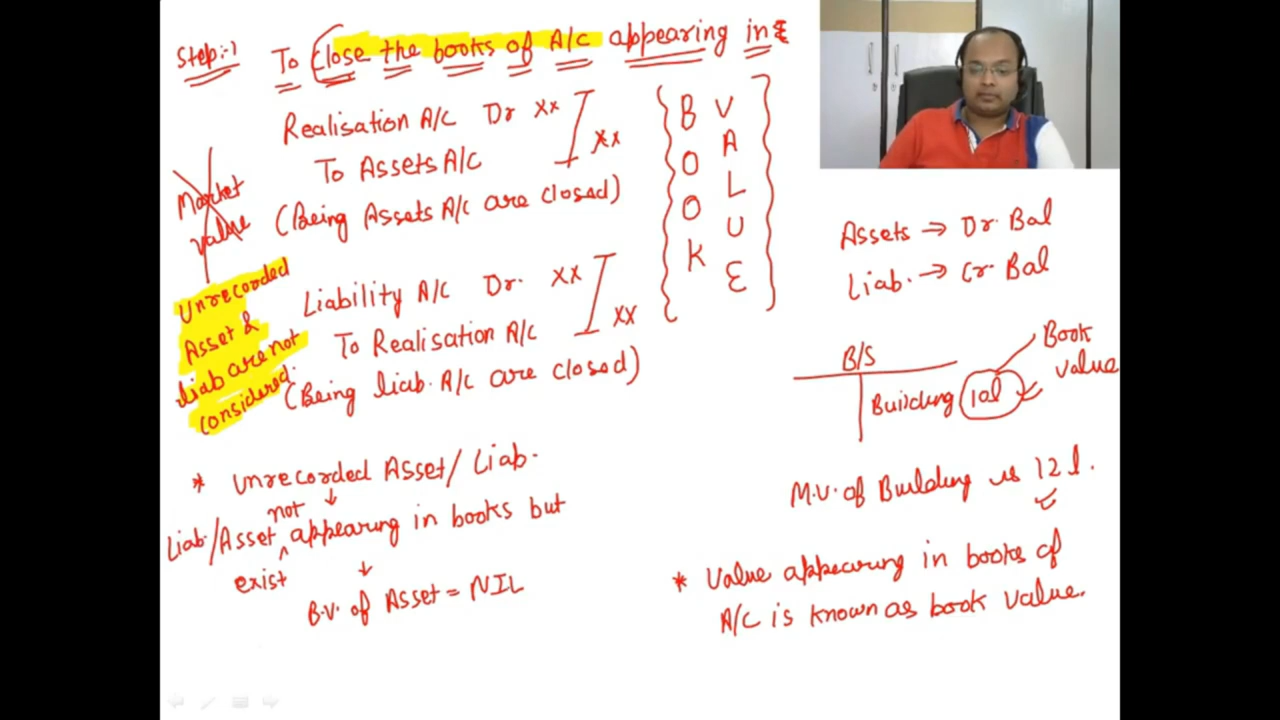 Step:-1 To Close the books of A/C appearing in
Realisation A/C Dr xx
To Assets A/C xx
(Being Assets A/C are closed)
Market
value
Unrecorded
Asset &
liab are not
considered.
Liability A/C Dr. xx
To Realisation A/C xx
(Being liab. A/C are closed)
BOOK
VALUE
* Unrecorded Asset/Liab.
Liab./Asset not appearing in books but
exist
B.V. of Asset = NIL
Assets → Dr. Bal
Liab. → Cr. Bal
B/S
Building 10l
Book
value
M.V. of Building is 12 l.
* Value appearing in books of
A/C is known as book value.